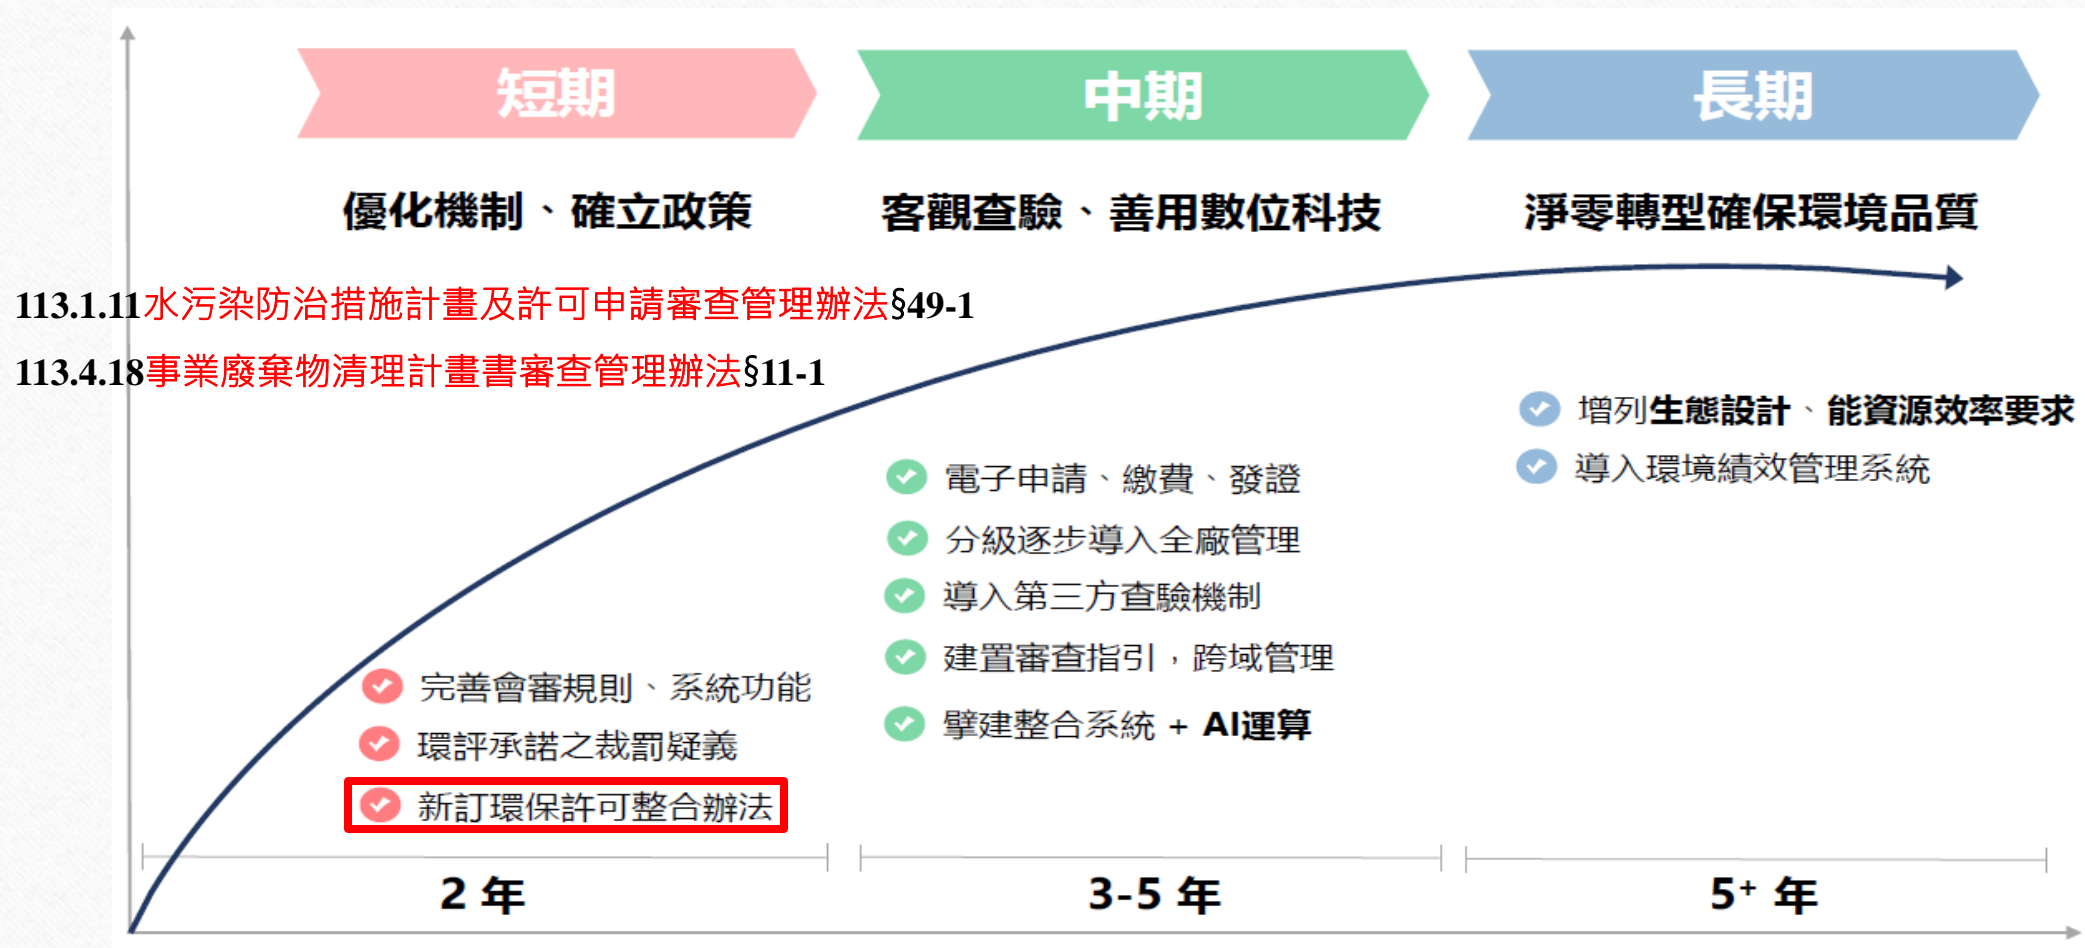 短期
中期
長期
優化機制、確立政策
客觀查驗、善用數位科技
淨零轉型確保環境品質
113.1.11水污染防治措施計畫及許可申請審查管理辦法§49-1
113.4.18事業廢棄物清理計畫書審查管理辦法§11-1
完善會審規則、系統功能
環評承諾之裁罰疑義
新訂環保許可整合辦法
電子申請、繳費、發證
分級逐步導入全廠管理
導入第三方查驗機制
建置審查指引，跨域管理
擘建整合系統 + AI運算
增列生態設計、能資源效率要求
導入環境績效管理系統
2 年
3-5 年
5⁺ 年